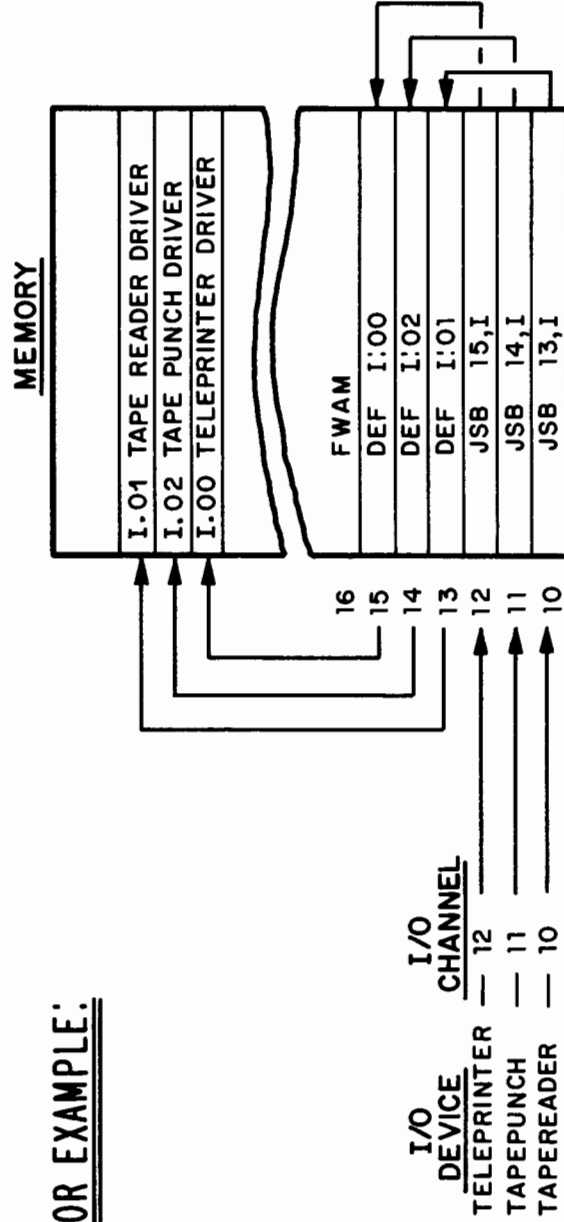 OR EXAMPLE:
MEMORY
I.01 TAPE READER DRIVER
I.02 TAPE PUNCH DRIVER
I.00 TELEPRINTER DRIVER
16 FWAM
15 DEF I.00
14 DEF I.02
13 DEF I.01
12 JSB 15,I
11 JSB 14,I
10 JSB 13,I
I/O DEVICE
I/O CHANNEL
TELEPRINTER — 12
TAPEPUNCH — 11
TAPEREADER — 10